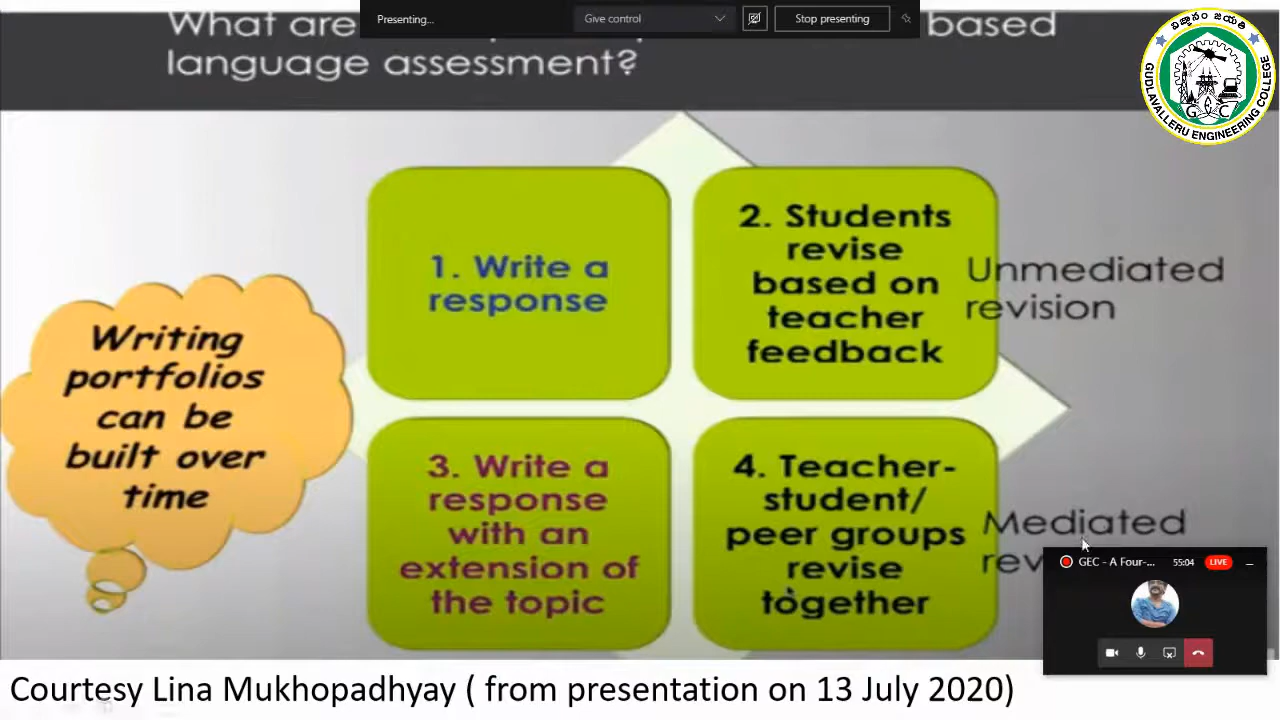 Presenting...
Give control
Stop presenting
What are
based
language assessment?
విజ్ఞానం జయతి
GUDLAVALLERU ENGINEERING COLLEGE
G
C
1. Write a
response
2. Students
revise
based on
teacher
feedback
Unmediated
revision
Writing
portfolios
can be
built over
time
3. Write a
response
with an
extension of
the topic
4. Teacher-
student/
peer groups
revise
together
Mediated
GEC - A Four-...
55:04
LIVE
Courtesy Lina Mukhopadhyay ( from presentation on 13 July 2020)